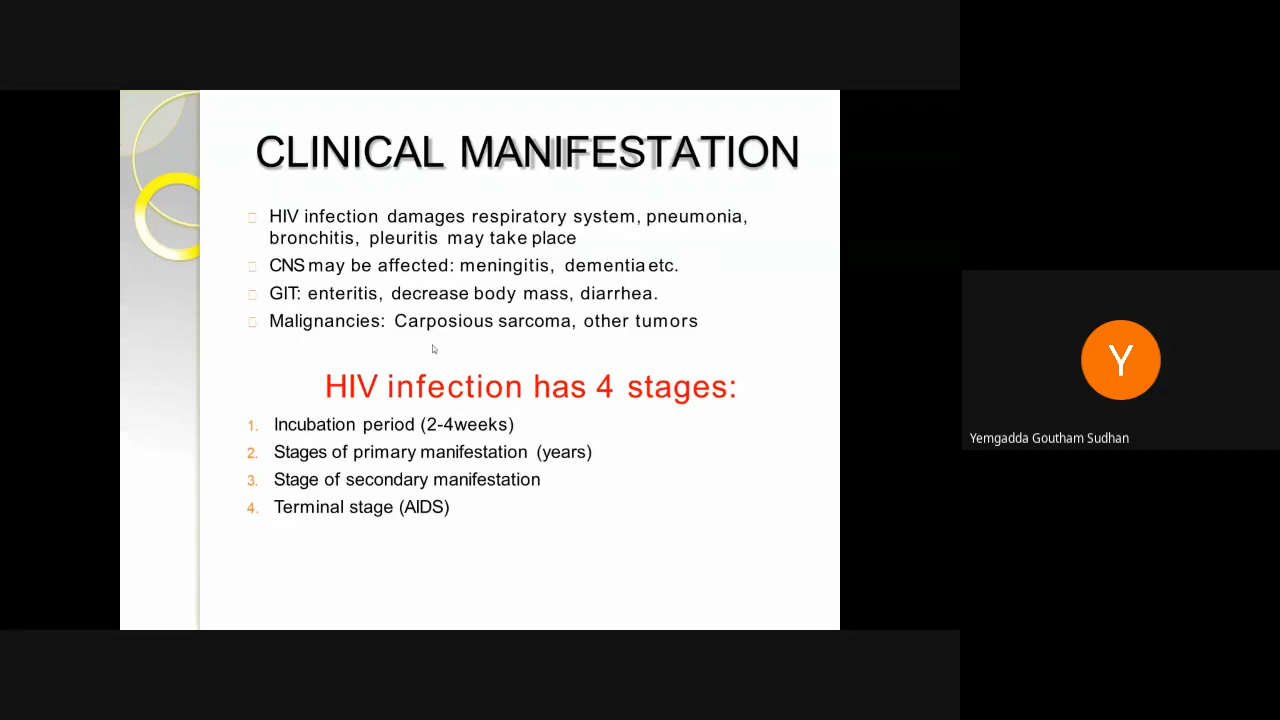 CLINICAL MANIFESTATION
HIV infection damages respiratory system, pneumonia,
bronchitis, pleuritis may take place
CNS may be affected: meningitis, dementia etc.
GIT: enteritis, decrease body mass, diarrhea.
Malignancies: Carposious sarcoma, other tumors
HIV infection has 4 stages:
1. Incubation period (2-4weeks)
2. Stages of primary manifestation (years)
3. Stage of secondary manifestation
4. Terminal stage (AIDS)
Y
Yemgadda Goutham Sudhan